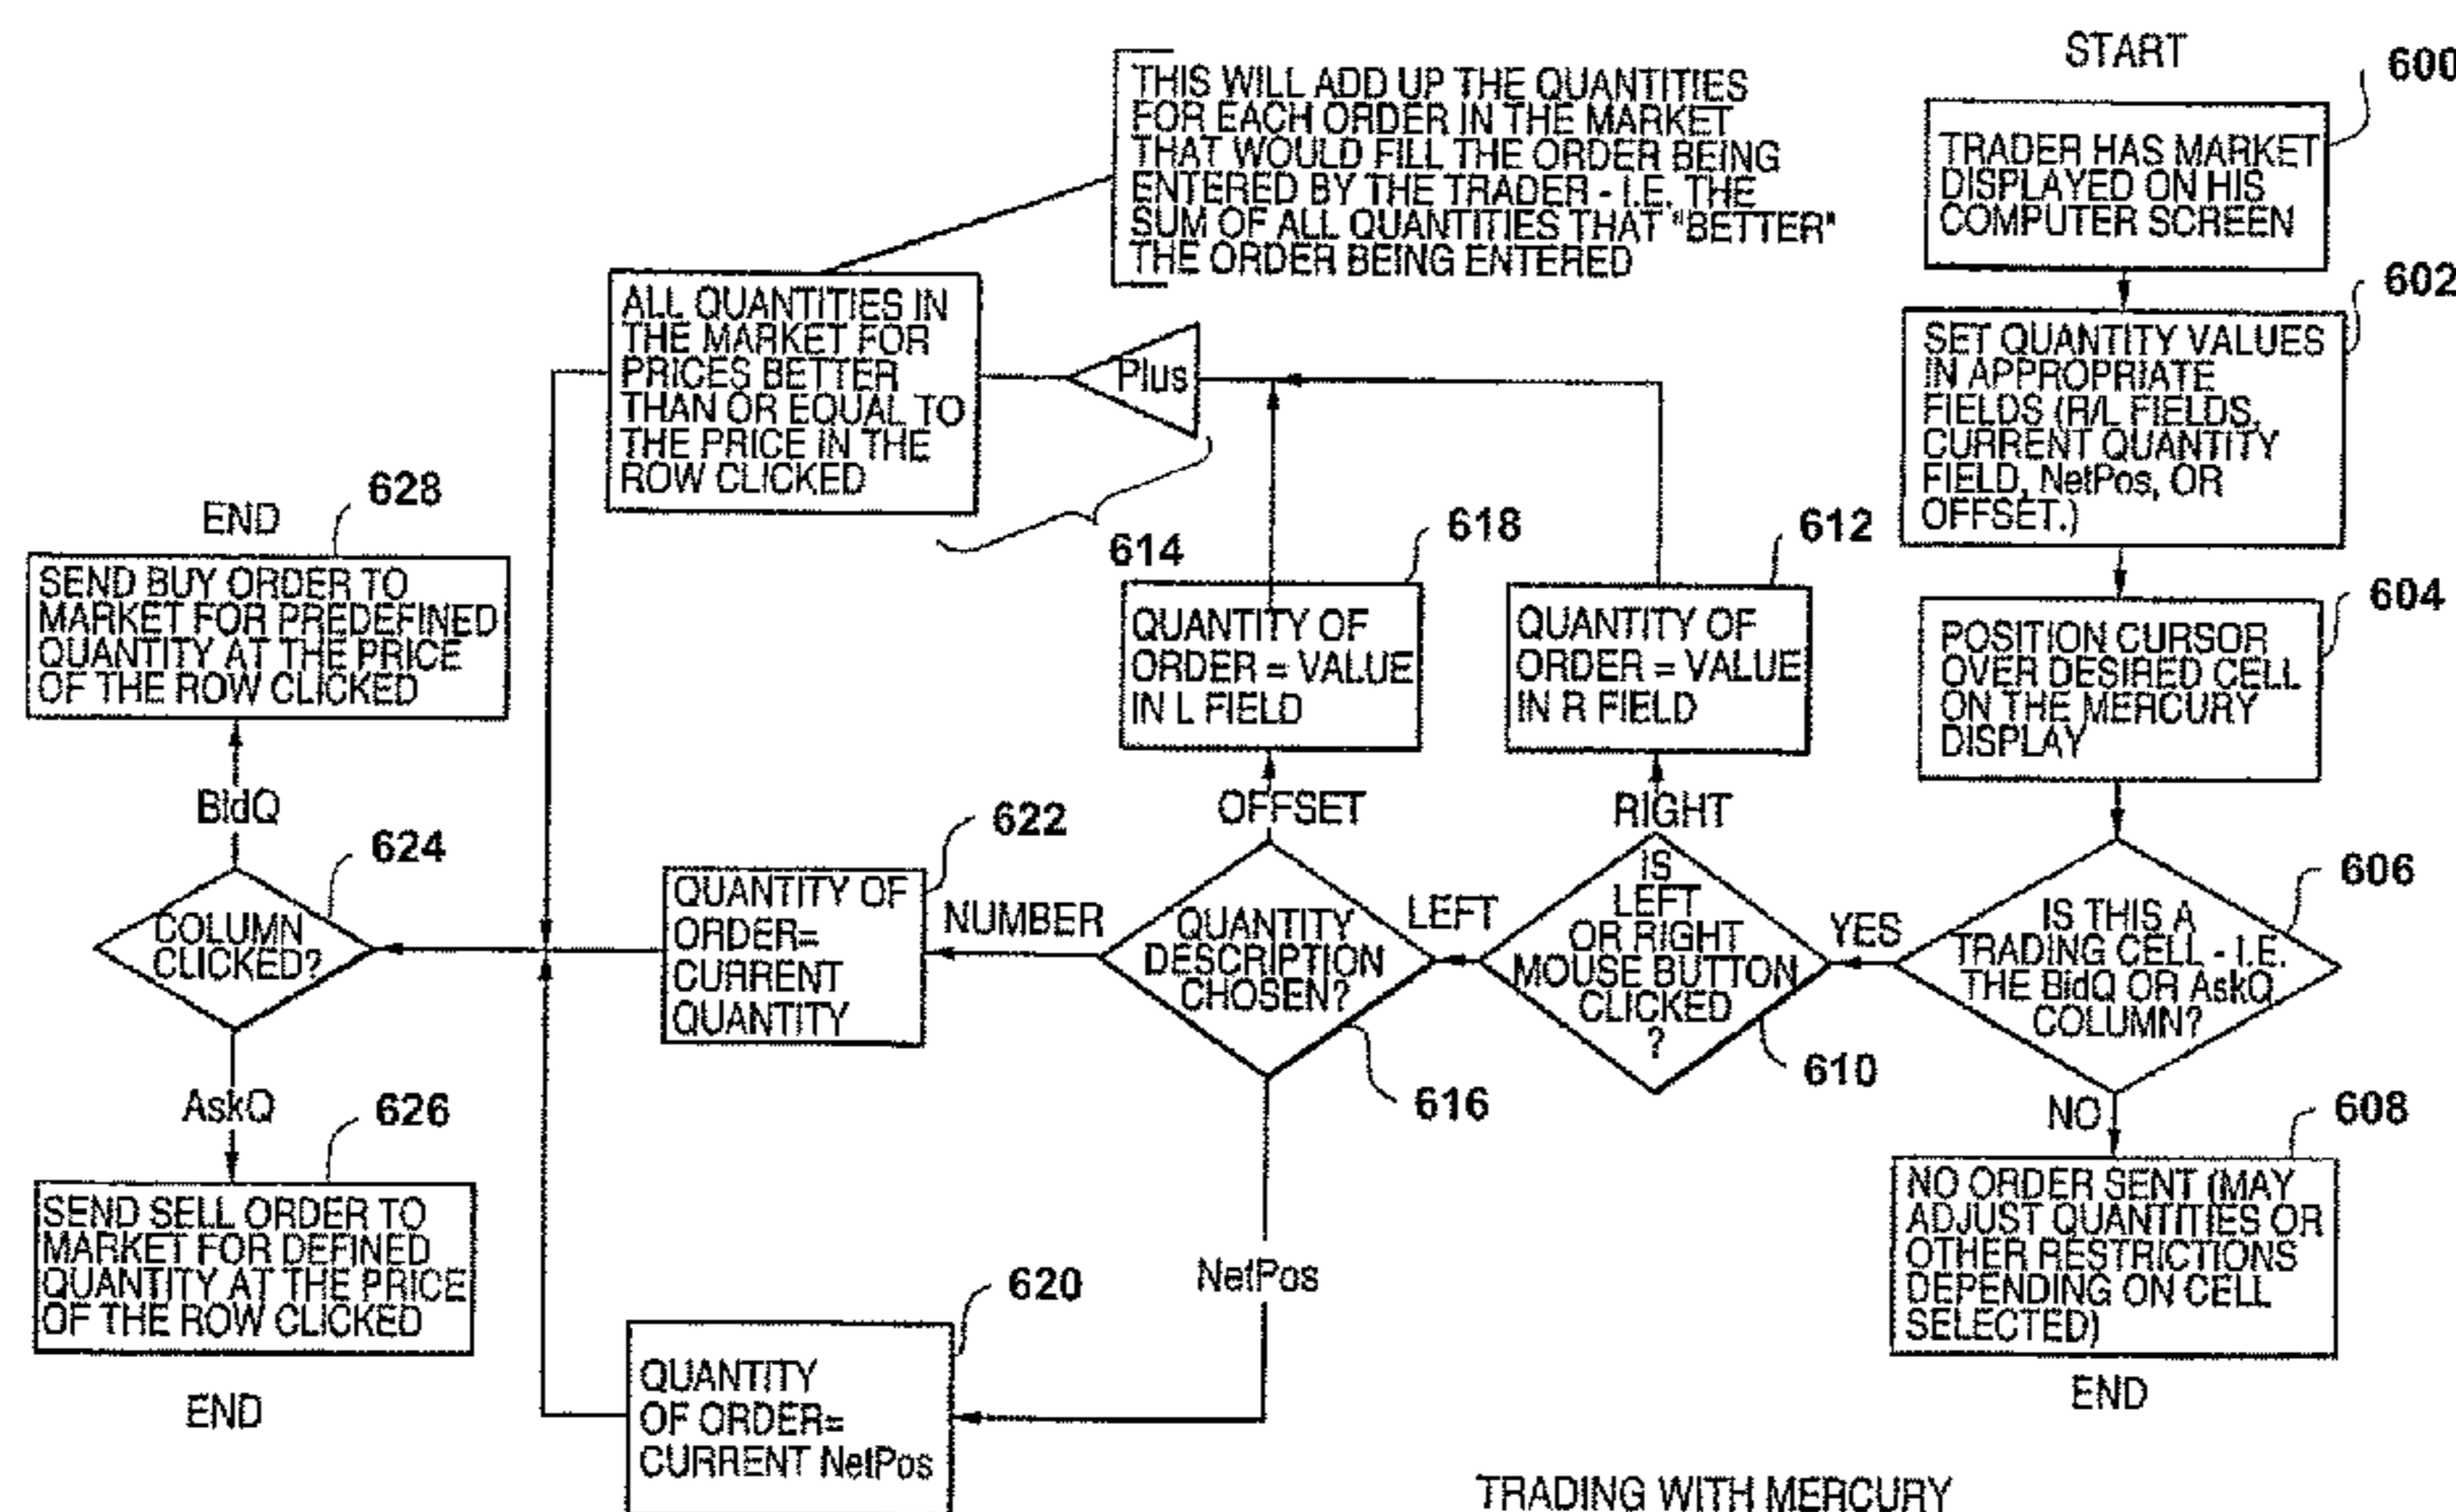 START
600
TRADER HAS MARKET
DISPLAYED ON HIS
COMPUTER SCREEN
602
SET QUANTITY VALUES
IN APPROPRIATE
FIELDS (R/L FIELDS,
CURRENT QUANTITY
FIELD, NetPos, OR
OFFSET.)
604
POSITION CURSOR
OVER DESIRED CELL
ON THE MERCURY
DISPLAY
606
IS THIS A
TRADING CELL - I.E.
THE BidQ OR AskQ
COLUMN?
NO
608
NO ORDER SENT (MAY
ADJUST QUANTITIES OR
OTHER RESTRICTIONS
DEPENDING ON CELL
SELECTED)
END
YES
610
IS
LEFT
OR RIGHT
MOUSE BUTTON
CLICKED
?
RIGHT
612
QUANTITY OF
ORDER = VALUE
IN R FIELD
LEFT
616
QUANTITY
DESCRIPTION
CHOSEN?
OFFSET
618
QUANTITY OF
ORDER = VALUE
IN L FIELD
614
Plus
ALL QUANTITIES IN
THE MARKET FOR
PRICES BETTER
THAN OR EQUAL TO
THE PRICE IN THE
ROW CLICKED
THIS WILL ADD UP THE QUANTITIES
FOR EACH ORDER IN THE MARKET
THAT WOULD FILL THE ORDER BEING
ENTERED BY THE TRADER - I.E. THE
SUM OF ALL QUANTITIES THAT "BETTER"
THE ORDER BEING ENTERED
NUMBER
622
QUANTITY OF
ORDER=
CURRENT
QUANTITY
NetPos
620
QUANTITY
OF ORDER=
CURRENT NetPos
624
COLUMN
CLICKED?
BidQ
628
END
SEND BUY ORDER TO
MARKET FOR PREDEFINED
QUANTITY AT THE PRICE
OF THE ROW CLICKED
AskQ
626
SEND SELL ORDER TO
MARKET FOR DEFINED
QUANTITY AT THE PRICE
OF THE ROW CLICKED
END
TRADING WITH MERCURY